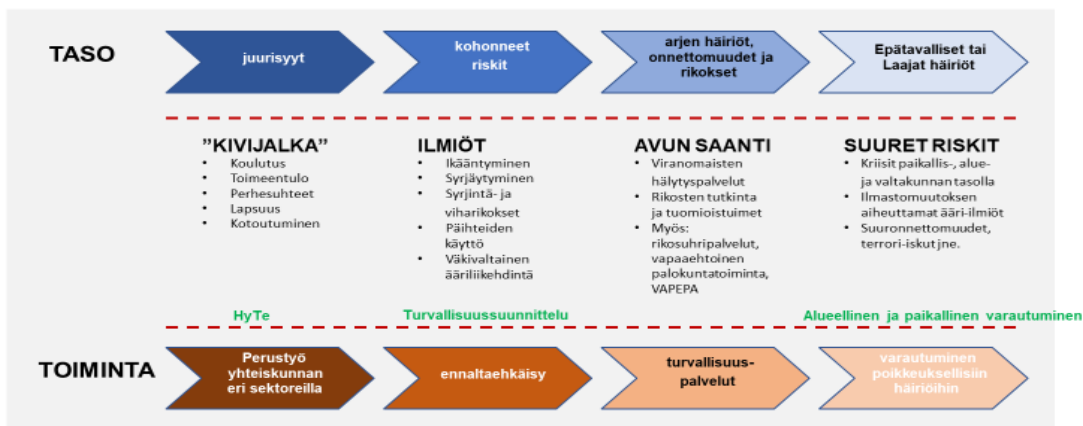 TASO
juurisyyt
kohonneet
riskit
arjen häiriöt,
onnettomuudet ja
rikokset
Epätavalliset tai
Laajat häiriöt
"KIVIJALKA"
• Koulutus
• Toimeentulo
• Perhesuhteet
• Lapsuus
• Kotoutuminen
ILMIÖT
• Ikääntyminen
• Syrjäytyminen
• Syrjintä- ja
viharikokset
• Päihteiden
käyttö
• Väkivaltainen
ääriliikehdintä
AVUN SAANTI
• Viranomaisten
hälytyspalvelut
• Rikosten tutkinta
ja tuomioistuimet
• Myös:
rikosuhripalvelut,
vapaaehtoinen
palokuntatoiminta,
VAPEPA
SUURET RISKIT
• Kriisit paikallis-, alue-
ja valtakunnan tasolla
• Ilmastomuutoksen
aiheuttamat ääri-ilmiöt
• Suuronnettomuudet,
terrori-iskut jne.
HyTe
Turvallisuussuunnittelu
Alueellinen ja paikallinen varautuminen
TOIMINTA
Perustyö
yhteiskunnan
eri sektoreilla
ennaltaehkäisy
turvallisuus-
palvelut
varautuminen
poikkeuksellisiin
häiriöihin